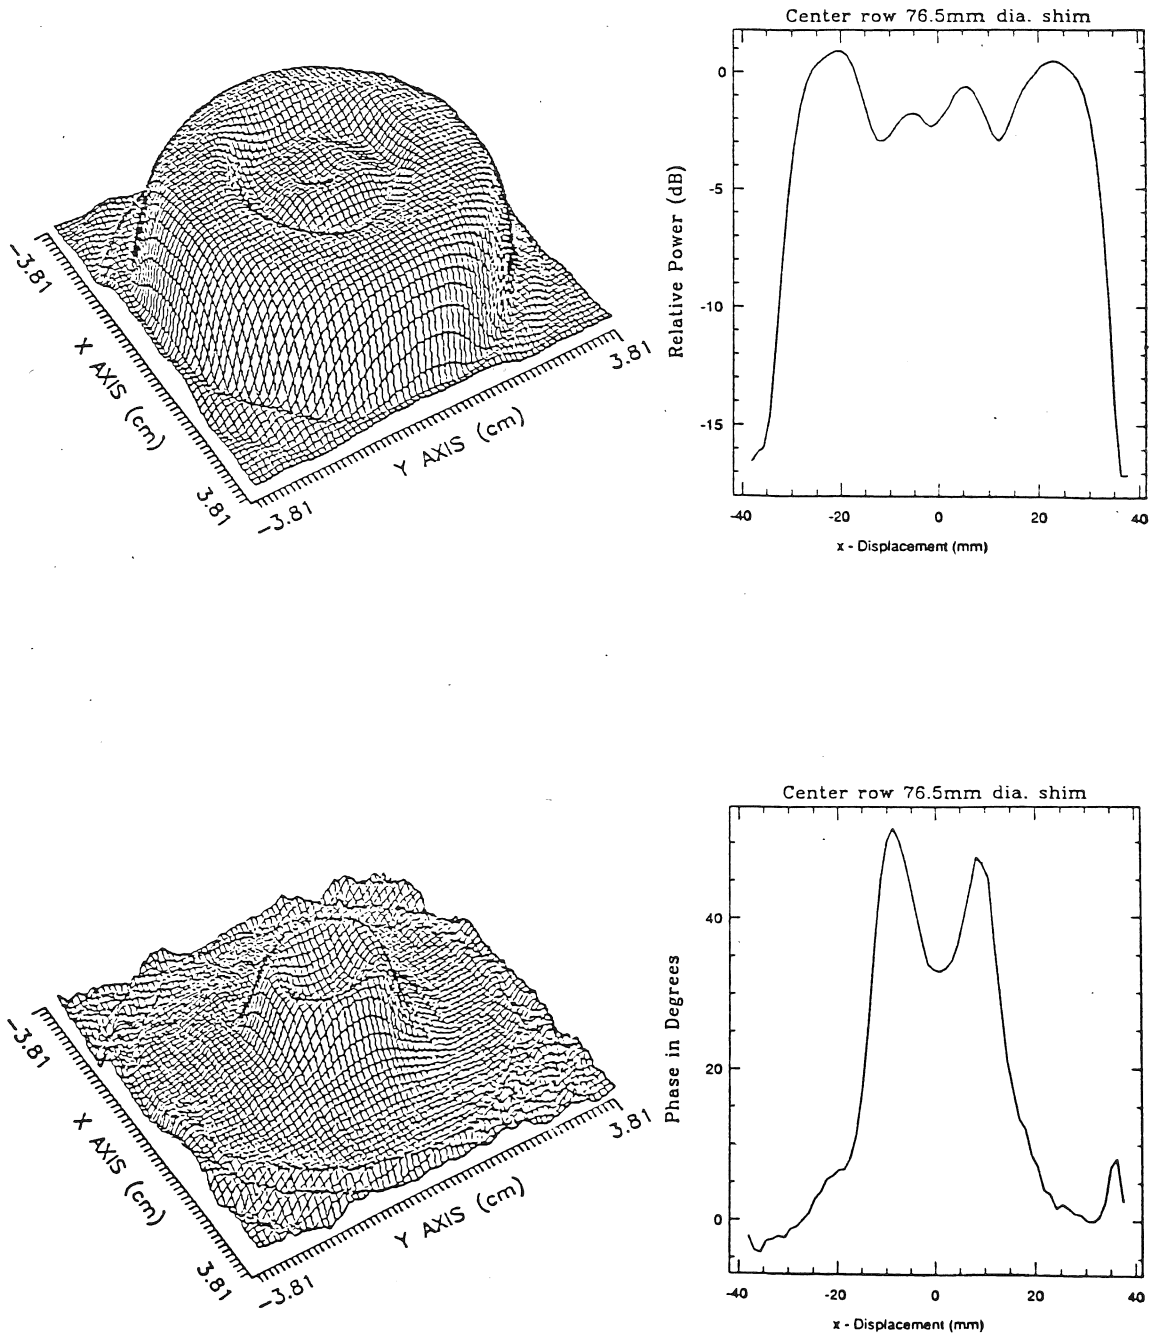 Center row 76.5mm dia. shim
0
-5
-10
-15
Relative Power (dB)
-40
-20
0
20
40
x - Displacement (mm)
-3.81
X AXIS (cm)
3.81
-3.81
Y AXIS (cm)
3.81
Center row 76.5mm dia. shim
40
20
0
Phase in Degrees
-40
-20
0
20
40
x - Displacement (mm)
-3.81
X AXIS (cm)
3.81
-3.81
Y AXIS (cm)
3.81